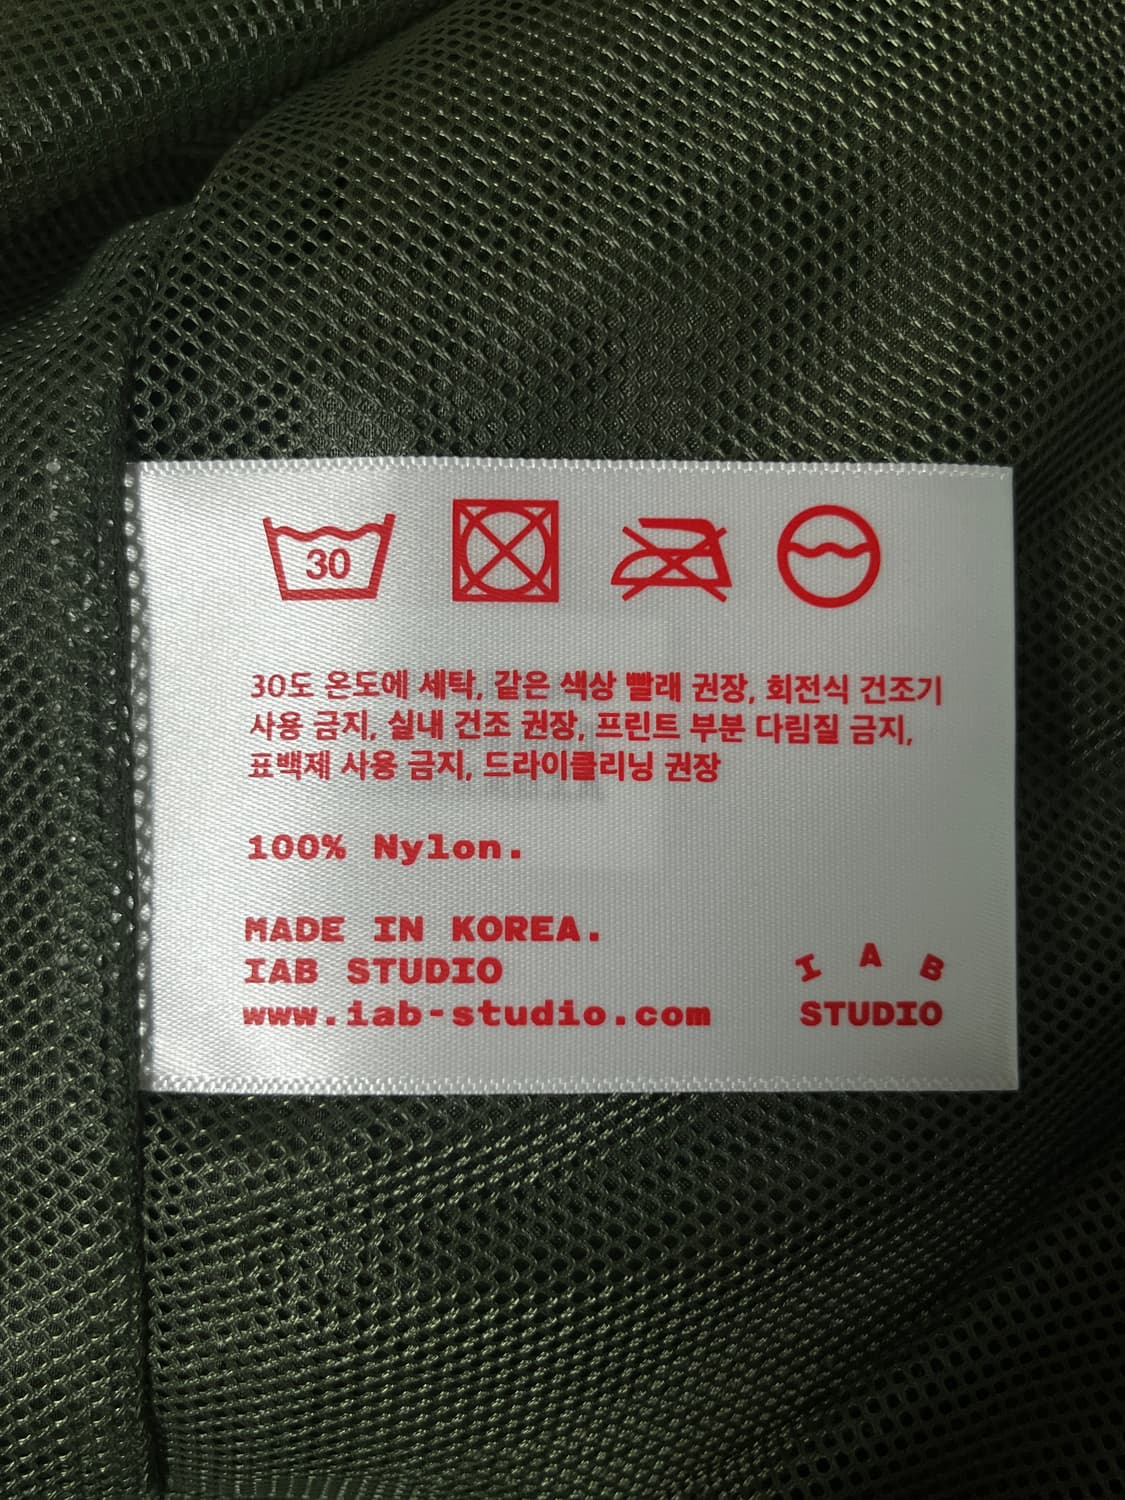 30
30도 온도에 세탁, 같은 색상 빨래 권장, 회전식 건조기
사용 금지, 실내 건조 권장, 프린트 부분 다림질 금지,
표백제 사용 금지, 드라이클리닝 권장
100% Nylon.
MADE IN KOREA.
IAB STUDIO
www.iab-studio.com
I A B
STUDIO